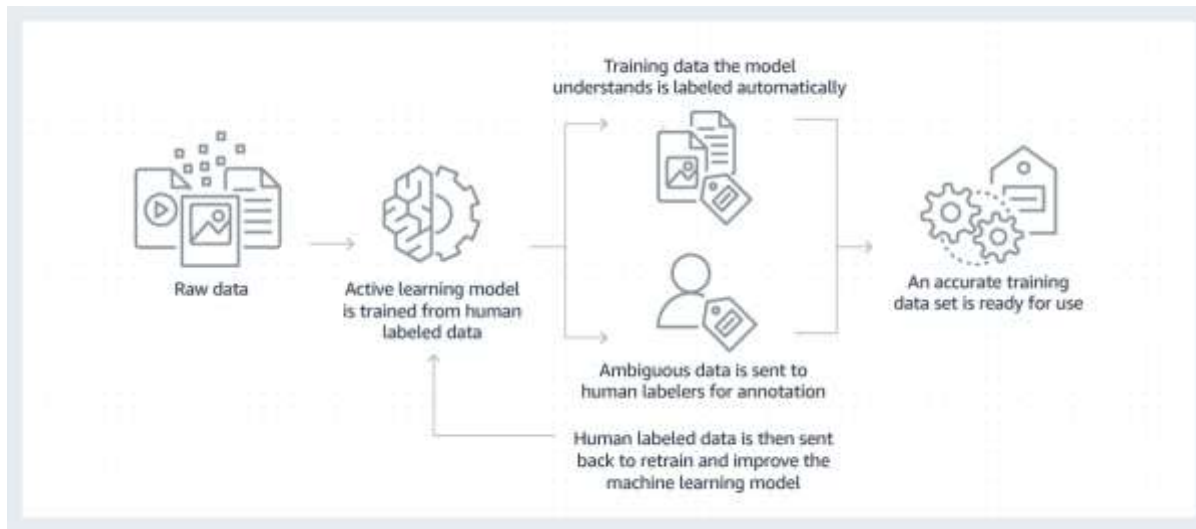 Training data the model
understands is labeled automatically
Raw data
Active learning model
is trained from human
labeled data
An accurate training
data set is ready for use
Ambiguous data is sent to
human labelers for annotation
Human labeled data is then sent
back to retrain and improve the
machine learning model